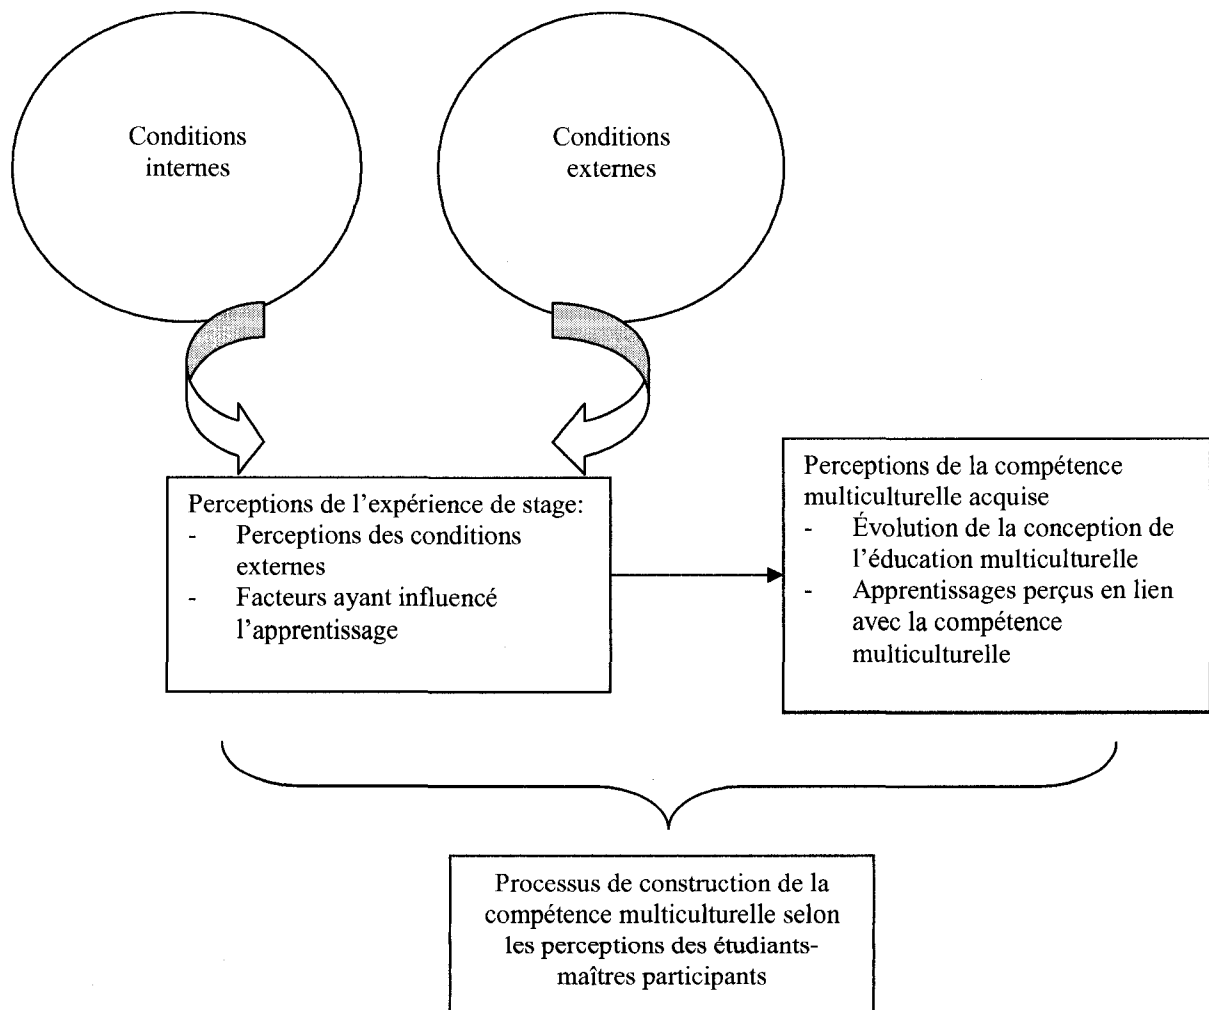 Conditions
internes
Conditions
externes
Perceptions de l'expérience de stage:
- Perceptions des conditions
externes
- Facteurs ayant influencé
l'apprentissage
Perceptions de la compétence
multiculturelle acquise
- Évolution de la conception de
l'éducation multiculturelle
- Apprentissages perçus en lien
avec la compétence
multiculturelle
Processus de construction de la
compétence multiculturelle selon
les perceptions des étudiants-
maîtres participants